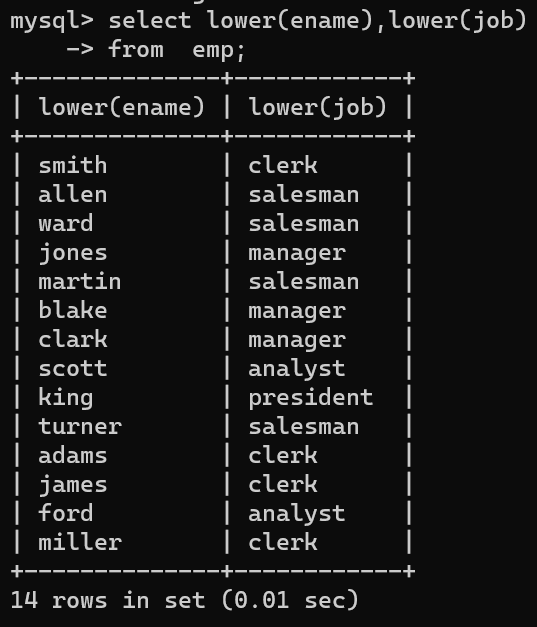 mysql> select lower(ename),lower(job)
    -> from  emp;
+--------------+------------+
| lower(ename) | lower(job) |
+--------------+------------+
| smith        | clerk      |
| allen        | salesman   |
| ward         | salesman   |
| jones        | manager    |
| martin       | salesman   |
| blake        | manager    |
| clark        | manager    |
| scott        | analyst    |
| king         | president  |
| turner       | salesman   |
| adams        | clerk      |
| james        | clerk      |
| ford         | analyst    |
| miller       | clerk      |
+--------------+------------+
14 rows in set (0.01 sec)